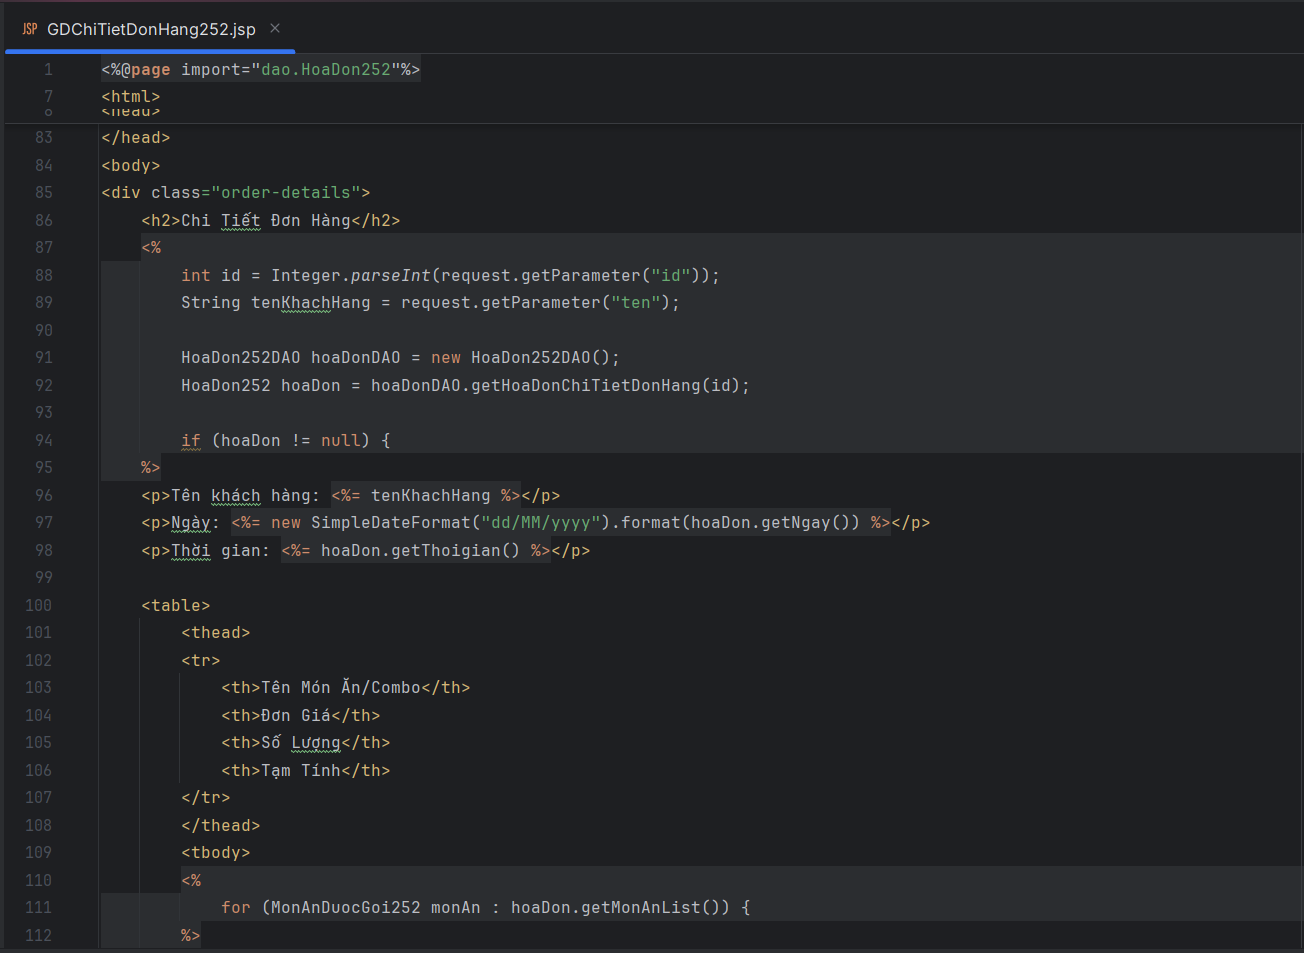 JSP GDChiTietDonHang252.jsp ×
1 <%@page import="dao.HoaDon252"%>
7 <html>
8 <head>
83 </head>
84 <body>
85 <div class="order-details">
86 <h2>Chi Tiết Đơn Hàng</h2>
87 <%
88 int id = Integer.parseInt(request.getParameter("id"));
89 String tenKhachHang = request.getParameter("ten");
90
91 HoaDon252DAO hoaDonDAO = new HoaDon252DAO();
92 HoaDon252 hoaDon = hoaDonDAO.getHoaDonChiTietDonHang(id);
93
94 if (hoaDon != null) {
95 %>
96 <p>Tên khách hàng: <%= tenKhachHang %></p>
97 <p>Ngày: <%= new SimpleDateFormat("dd/MM/yyyy").format(hoaDon.getNgay()) %></p>
98 <p>Thời gian: <%= hoaDon.getThoigian() %></p>
99
100 <table>
101 <thead>
102 <tr>
103 <th>Tên Món Ăn/Combo</th>
104 <th>Đơn Giá</th>
105 <th>Số Lượng</th>
106 <th>Tạm Tính</th>
107 </tr>
108 </thead>
109 <tbody>
110 <%
111 for (MonAnDuocGoi252 monAn : hoaDon.getMonAnList()) {
112 %>